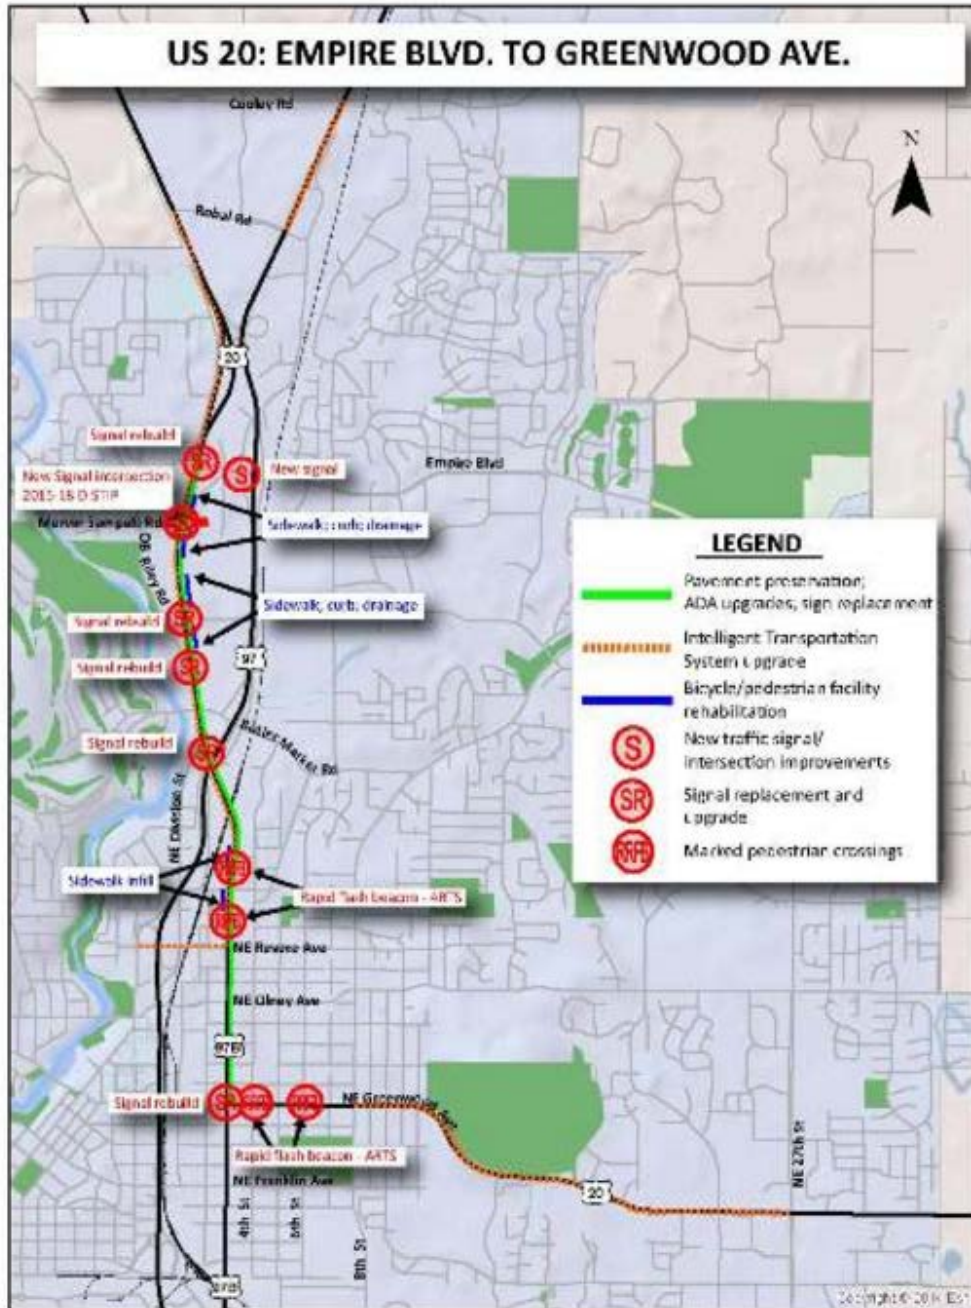 US 20: EMPIRE BLVD. TO GREENWOOD AVE.
Cooley Rd
N
Robal Rd
20
Signal rebuild
New signal
Empire Blvd
New Signal intersection
2015-18 D STIP
Sidewalk; curb; drainage
OB Riley Rd
LEGEND
Pavement preservation;
ADA upgrades, sign replacement
Intelligent Transportation
System upgrade
Bicycle/pedestrian facility
rehabilitation
S
New traffic signal/
intersection improvements
SR
Signal replacement and
upgrade
RRFB
Marked pedestrian crossings
S
Sidewalk, curb, drainage
Signal rebuild
Signal rebuild
SR
97
Signal rebuild
Butler Market Rd
NE Division St
Sidewalk infill
Rapid flash beacon - ARTS
NE Revere Ave
NE Olney Ave
Signal rebuild
NE Greenwood Ave
Rapid flash beacon - ARTS
NE Franklin Ave
4th St
8th St
20
NE 27th St